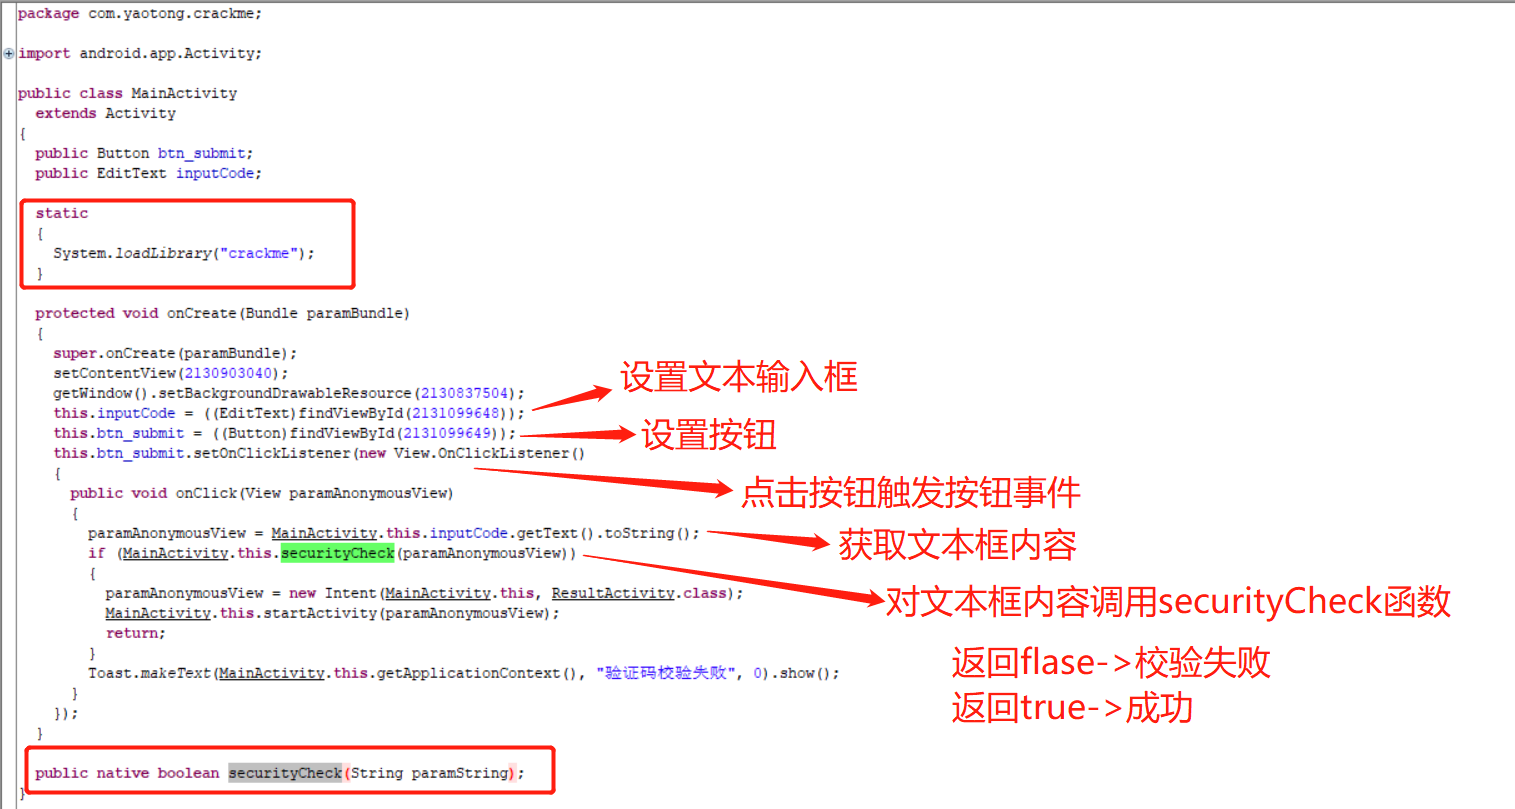 package com.yaotong.crackme;
import android.app.Activity;
public class MainActivity
extends Activity
{
public Button btn_submit;
public EditText inputCode;
static
{
System.loadLibrary("crackme");
}
protected void onCreate(Bundle paramBundle)
{
super.onCreate(paramBundle);
setContentView(2130903040);
getWindow().setBackgroundDrawableResource(2130837504);
this.inputCode = ((EditText)findViewById(2131099648));
设置文本输入框
this.btn_submit = ((Button)findViewById(2131099649));
设置按钮
this.btn_submit.setOnClickListener(new View.OnClickListener()
{
public void onClick(View paramAnonymousView)
点击按钮触发按钮事件
{
paramAnonymousView = MainActivity.this.inputCode.getText().toString();
获取文本框内容
if (MainActivity.this.securityCheck(paramAnonymousView))
{
paramAnonymousView = new Intent(MainActivity.this, ResultActivity.class);
对文本框内容调用securityCheck函数
MainActivity.this.startActivity(paramAnonymousView);
return;
}
返回flase->校验失败
Toast.makeText(MainActivity.this.getApplicationContext(), "验证码校验失败", 0).show();
}
返回true->成功
});
}
public native boolean securityCheck(String paramString);
}